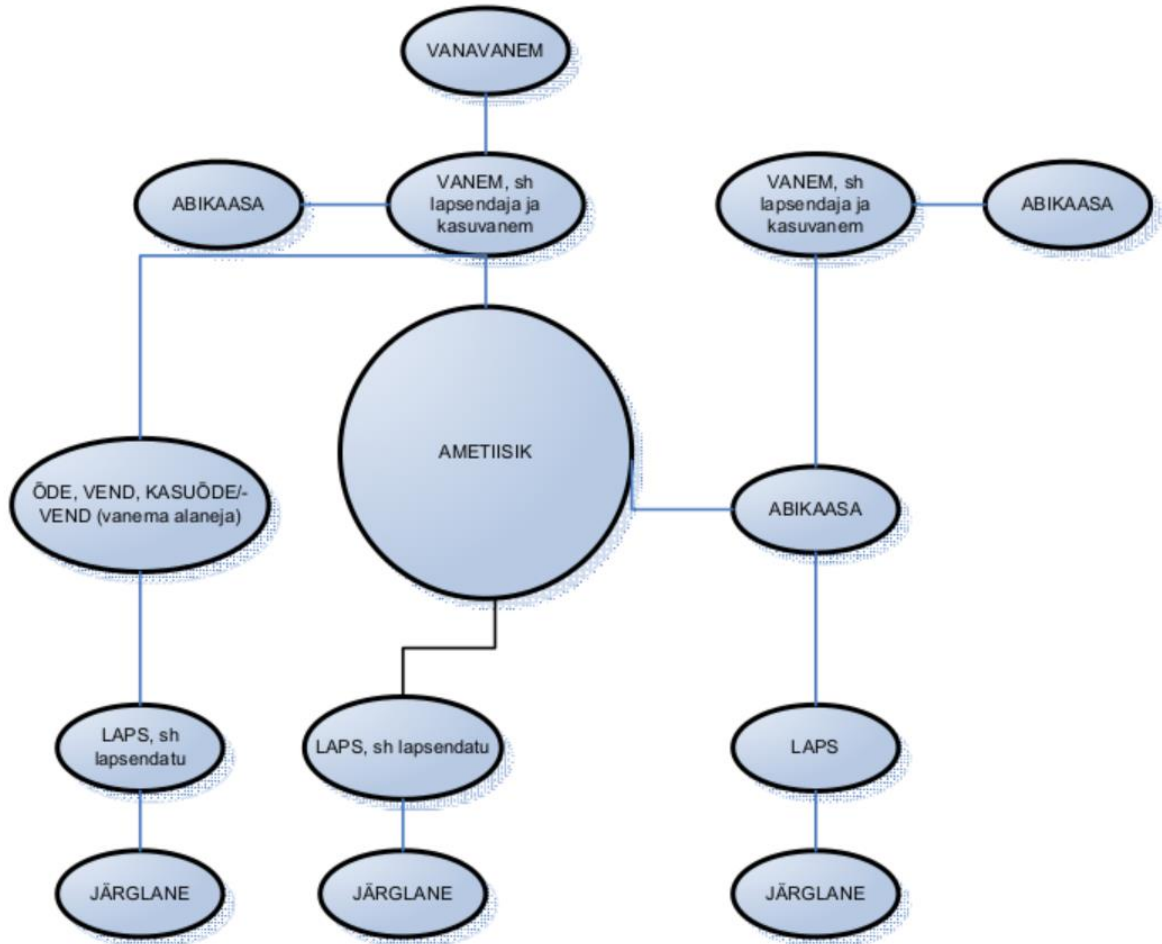 VANAVANEM
ABIKAASA
VANEM, sh
lapsendaja ja
kasuvanem
VANEM, sh
lapsendaja ja
kasuvanem
ABIKAASA
AMETIISIK
ÕDE, VEND, KASUÕDE/-
VEND (vanema alaneja)
ABIKAASA
LAPS, sh
lapsendatu
LAPS, sh lapsendatu
LAPS
JÄRGLANE
JÄRGLANE
JÄRGLANE